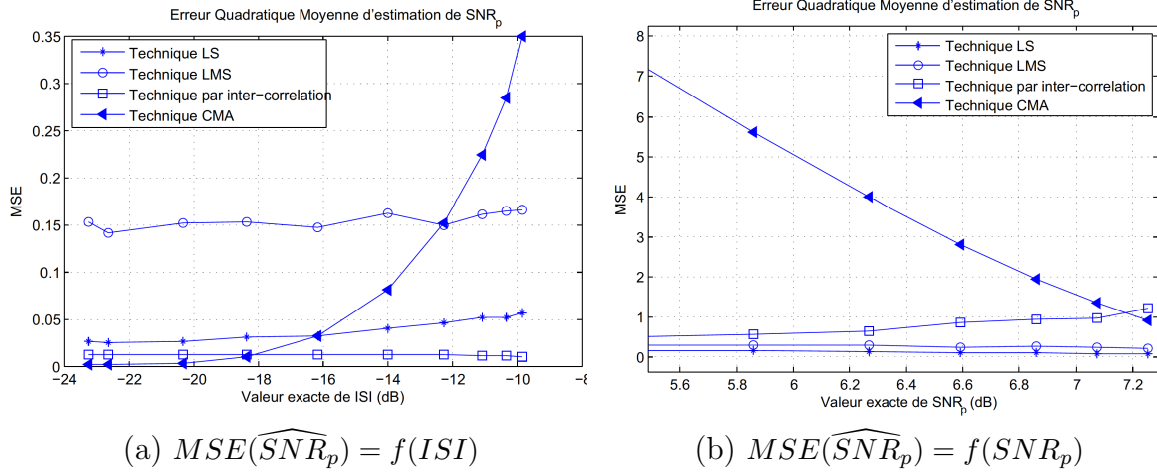 Erreur Quadratique Moyenne d'estimation de SNR_p
0.35
0.3
0.25
0.2
0.15
0.1
0.05
0
MSE
Technique LS
Technique LMS
Technique par inter−correlation
Technique CMA
−24 −22 −20 −18 −16 −14 −12 −10 −8
Valeur exacte de ISI (dB)
(a) MSE(\widehat{SNR_p}) = f(ISI)
Erreur Quadratique Moyenne d'estimation de SNR_p
8
7
6
5
4
3
2
1
0
MSE
Technique LS
Technique LMS
Technique par inter−correlation
Technique CMA
5.6 5.8 6 6.2 6.4 6.6 6.8 7 7.2
Valeur exacte de SNR_p (dB)
(b) MSE(\widehat{SNR_p}) = f(SNR_p)